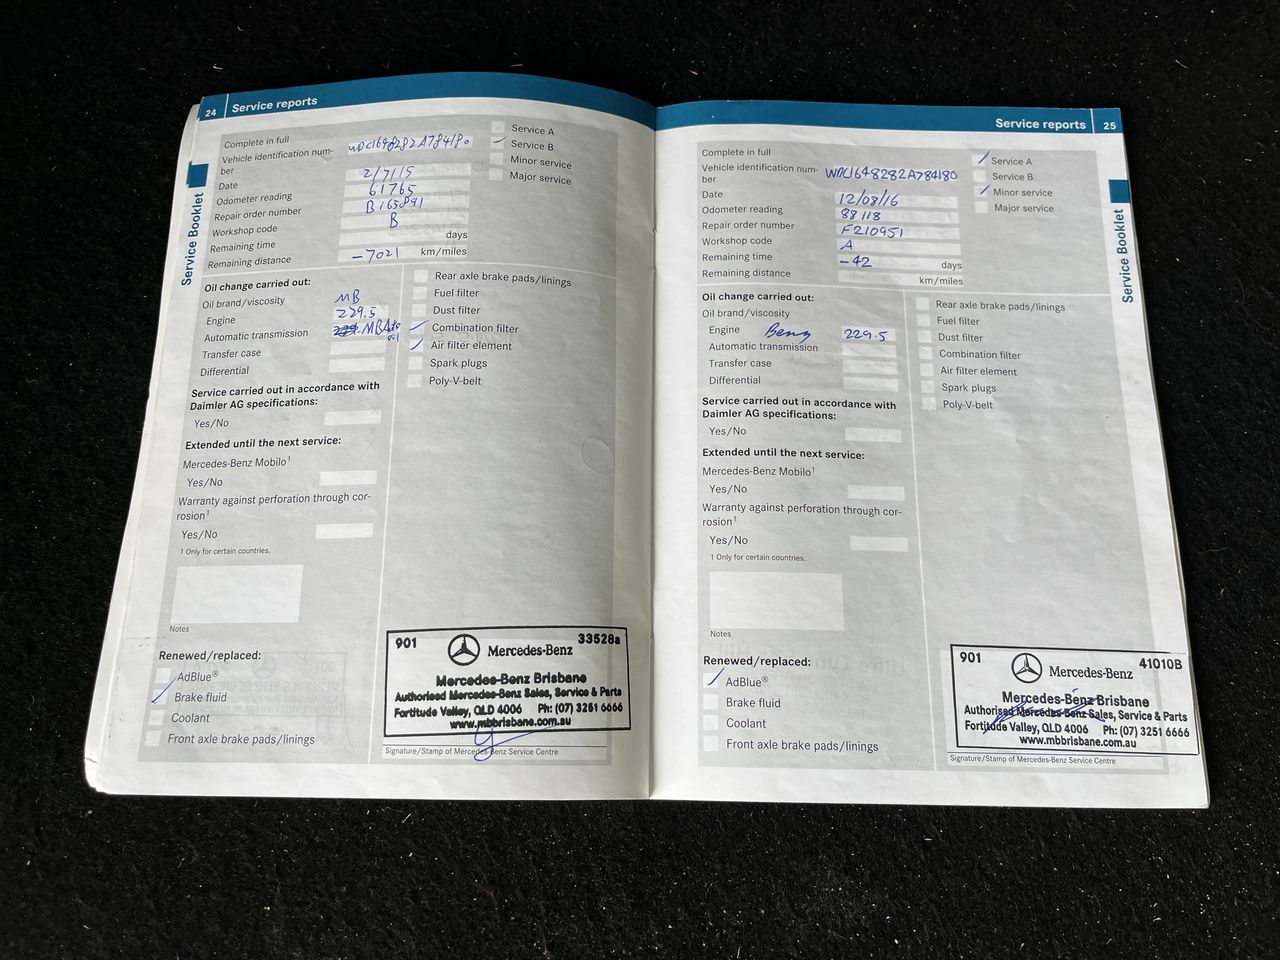 24 Service reports
Service Booklet
Complete in full
Vehicle identification num-
ber WDC1648282A784180
Date 2/7/15
Odometer reading 61765
Repair order number B165891
Workshop code B
Remaining time days
Remaining distance -7021 km/miles
Service A
Service B
Minor service
Major service
Oil change carried out:
Oil brand/viscosity MB
Engine 229.5
Automatic transmission MB Auto oil
Transfer case
Differential
Service carried out in accordance with
Daimler AG specifications:
Yes/No
Extended until the next service:
Mercedes-Benz Mobilo1
Yes/No
Warranty against perforation through cor-
rosion1
Yes/No
1 Only for certain countries.
Notes
Renewed/replaced:
AdBlue®
Brake fluid
Coolant
Front axle brake pads/linings
Rear axle brake pads/linings
Fuel filter
Dust filter
Combination filter
Air filter element
Spark plugs
Poly-V-belt
901 Mercedes-Benz 33528a
Mercedes-Benz Brisbane
Authorised Mercedes-Benz Sales, Service & Parts
Fortitude Valley, QLD 4006 Ph: (07) 3251 6666
www.mbbrisbane.com.au
Signature/Stamp of Mercedes-Benz Service Centre
Service reports 25
Service Booklet
Complete in full
Vehicle identification num-
ber WDC1648282A784180
Date 12/08/16
Odometer reading 88118
Repair order number F210951
Workshop code A
Remaining time -42 days
Remaining distance km/miles
Service A
Service B
Minor service
Major service
Oil change carried out:
Oil brand/viscosity
Engine Benz 229.5
Automatic transmission
Transfer case
Differential
Service carried out in accordance with
Daimler AG specifications:
Yes/No
Extended until the next service:
Mercedes-Benz Mobilo1
Yes/No
Warranty against perforation through cor-
rosion1
Yes/No
1 Only for certain countries.
Notes
Renewed/replaced:
AdBlue®
Brake fluid
Coolant
Front axle brake pads/linings
Rear axle brake pads/linings
Fuel filter
Dust filter
Combination filter
Air filter element
Spark plugs
Poly-V-belt
901 Mercedes-Benz 41010B
Mercedes-Benz Brisbane
Authorised Mercedes-Benz Sales, Service & Parts
Fortitude Valley, QLD 4006 Ph: (07) 3251 6666
www.mbbrisbane.com.au
Signature/Stamp of Mercedes-Benz Service Centre